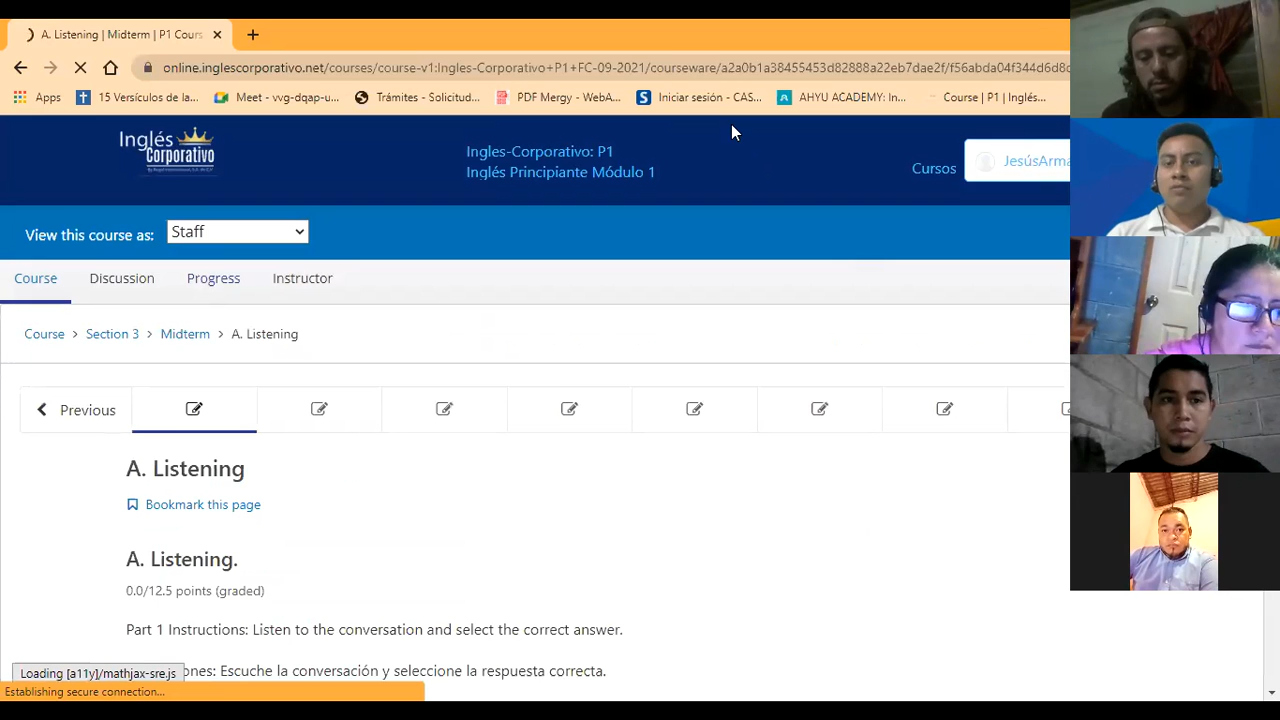 A. Listening | Midterm | P1 Cours
online.inglescorporativo.net/courses/course-v1:Ingles-Corporativo+P1+FC-09-2021/courseware/a2a0b1a38455453d82888a22eb7dae2f/f56abda04f344d6d8c
Apps 15 Versículos de la... Meet - vvg-dqap-u... Trámites - Solicitud... PDF Mergy - WebA... Iniciar sesión - CAS... AHYU ACADEMY: In... Course | P1 | Inglés...
Inglés
Corporativo
Ingles-Corporativo: P1
Inglés Principiante Módulo 1
Cursos
JesúsArma
View this course as: Staff
Course Discussion Progress Instructor
Course > Section 3 > Midterm > A. Listening
Previous
A. Listening
Bookmark this page
A. Listening.
0.0/12.5 points (graded)
Part 1 Instructions: Listen to the conversation and select the correct answer.
ones: Escuche la conversación y seleccione la respuesta correcta.
Loading [a11y]/mathjax-sre.js
Establishing secure connection...